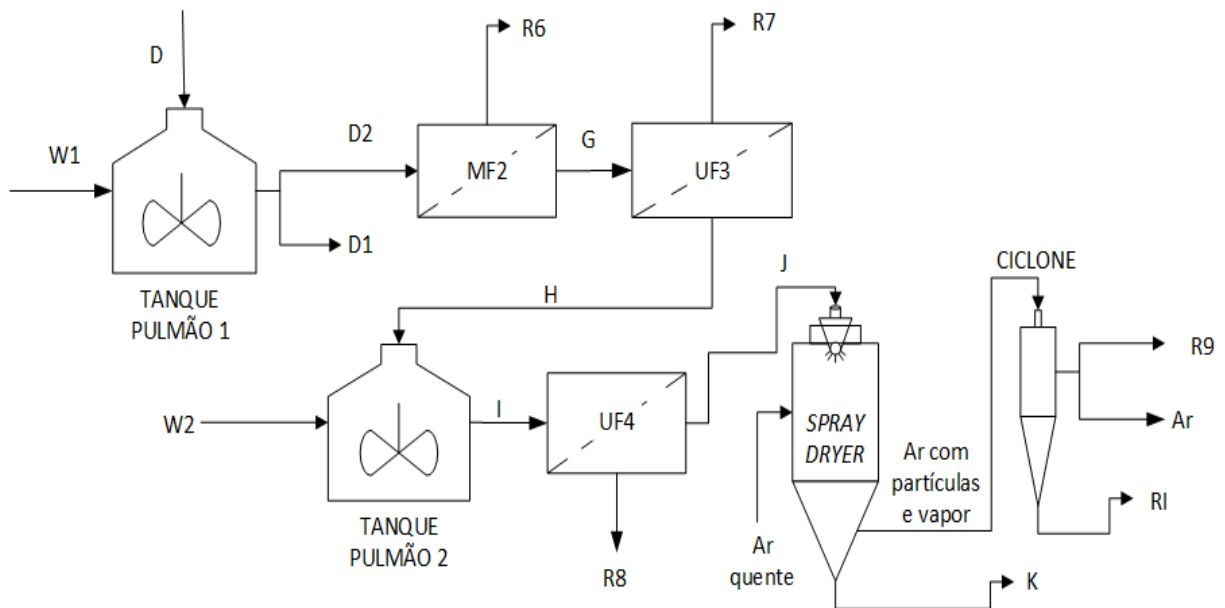 D
R6
R7
W1
D2
MF2
G
UF3
D1
TANQUE
PULMÃO 1
H
J
CICLONE
W2
I
UF4
SPRAY
DRYER
R9
Ar
Ar com
partículas
e vapor
RI
TANQUE
PULMÃO 2
R8
Ar
quente
K